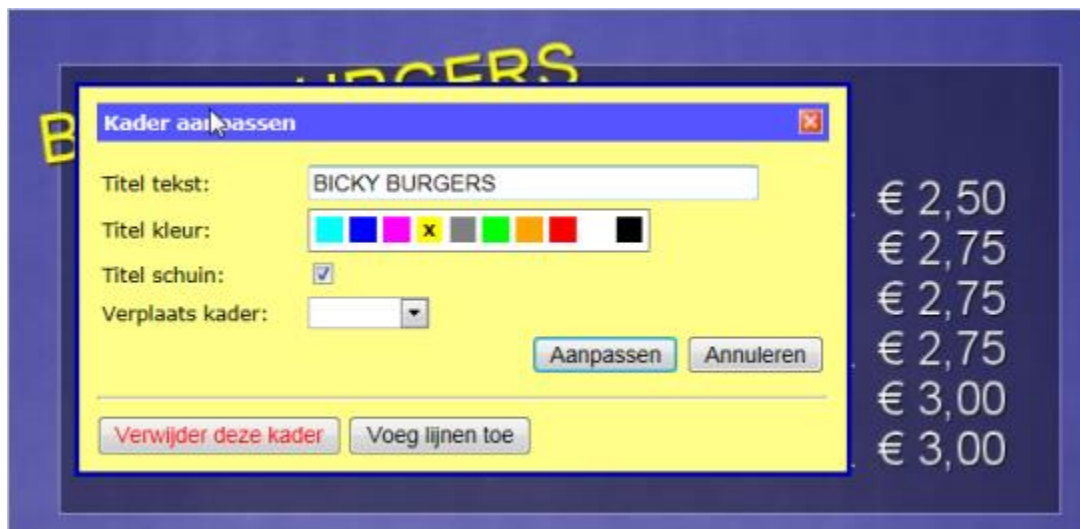 BURGERS
Kader aanpassen
Titel tekst: BICKY BURGERS
Titel kleur: x
Titel schuin:
Verplaats kader:
Aanpassen Annuleren
Verwijder deze kader Voeg lijnen toe
€ 2,50
€ 2,75
€ 2,75
€ 2,75
€ 3,00
€ 3,00